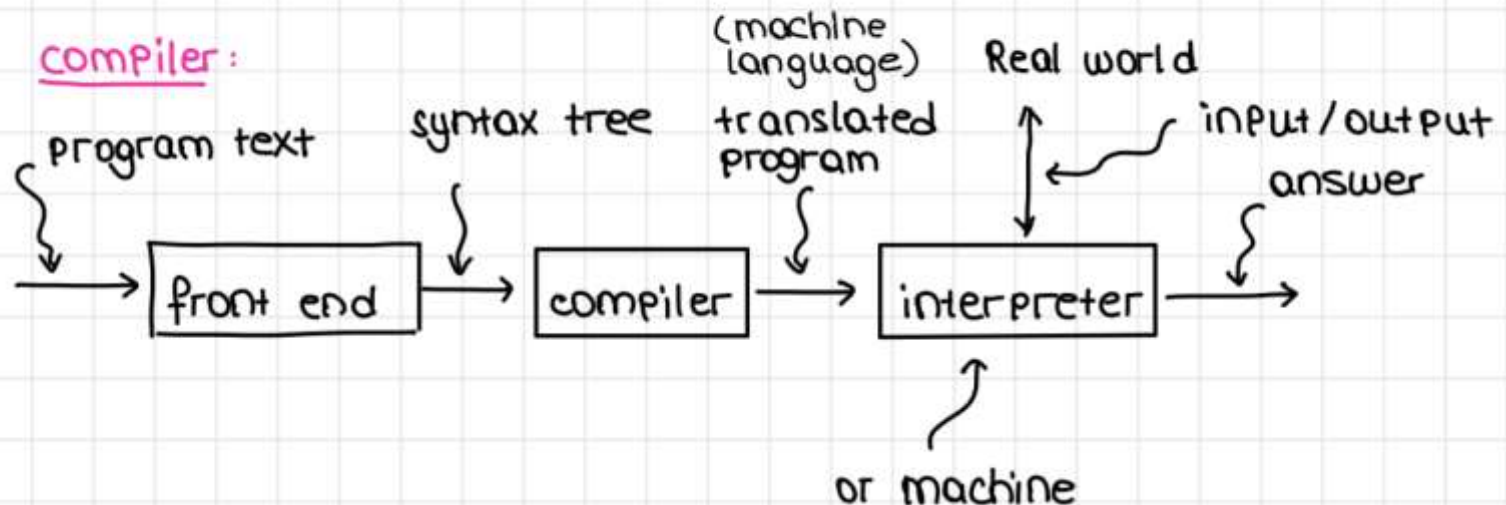 compiler:
program text
syntax tree
(machine
language)
translated
program
Real world
input/output
answer
front end
compiler
interpreter
or machine